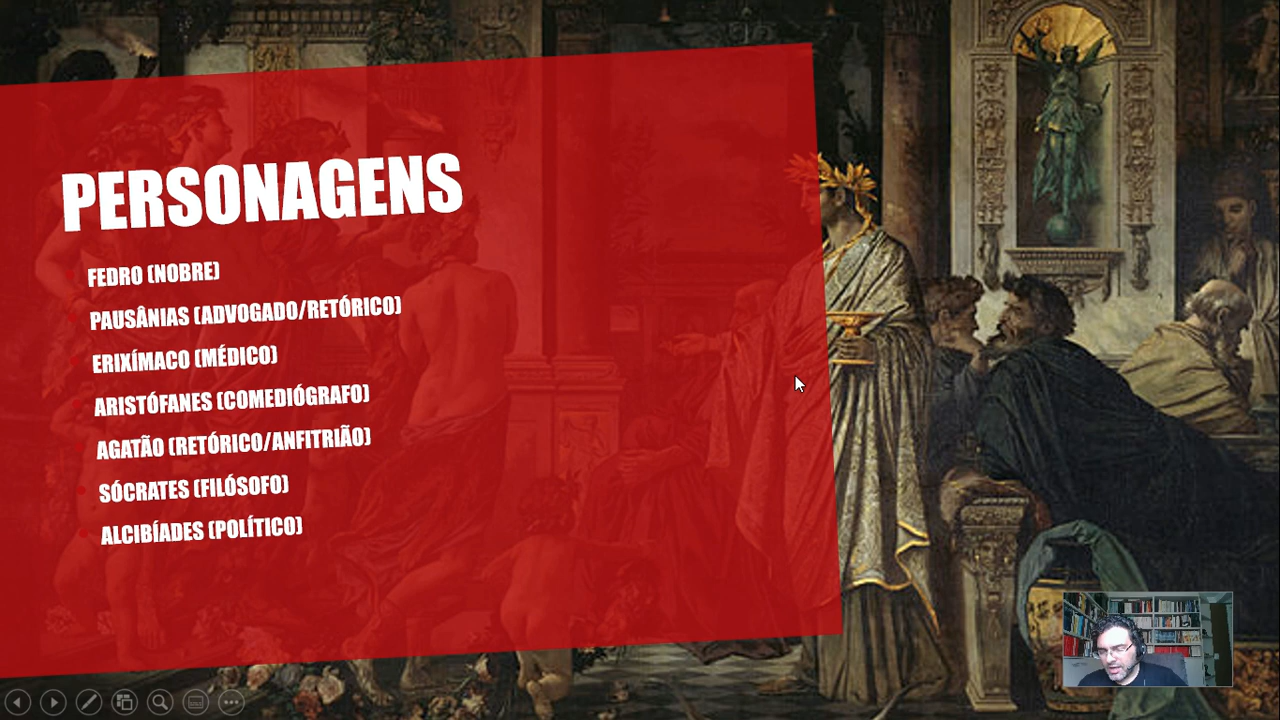 PERSONAGENS
FEDRO (NOBRE)
PAUSÂNIAS (ADVOGADO/RETÓRICO)
ERIXÍMACO (MÉDICO)
ARISTÓFANES (COMEDIÓGRAFO)
AGATÃO (RETÓRICO/ANFITRIÃO)
SÓCRATES (FILÓSOFO)
ALCIBÍADES (POLÍTICO)